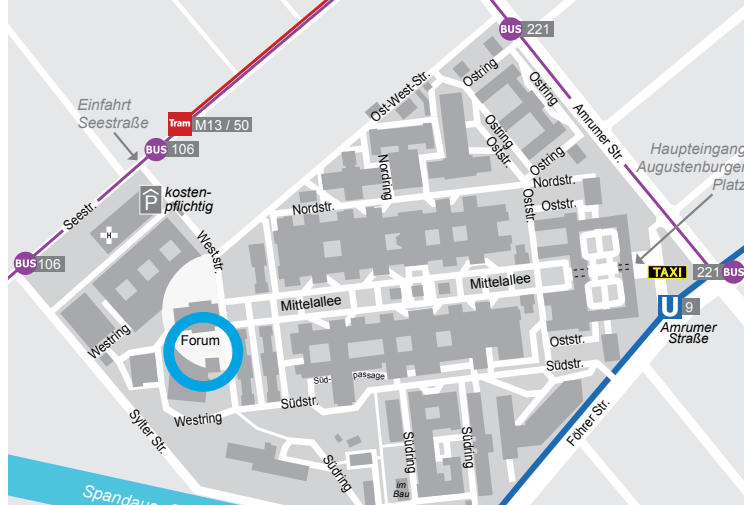 BUS 221
Ostring
Ostring
Ost-West-Str.
Amrumer Str.
Einfahrt
Seestraße
Tram M13 / 50
BUS 106
Ostring
Oststr.
Ostring
Haupteingang
Augustenburger
Platz
Nordring
kosten-
pflichtig
P
Nordstr.
Nordstr.
Oststr.
Oststr.
Seestr.
H
Weststr.
BUS 106
TAXI
221 BUS
Mittelallee
Mittelallee
U 9
Amrumer
Straße
Westring
Forum
Oststr.
Südstr.
Süd-
passage
Südstr.
Westring
Föhrer Str.
Sylter Str.
Südring
Südring
Südring
im
Bau